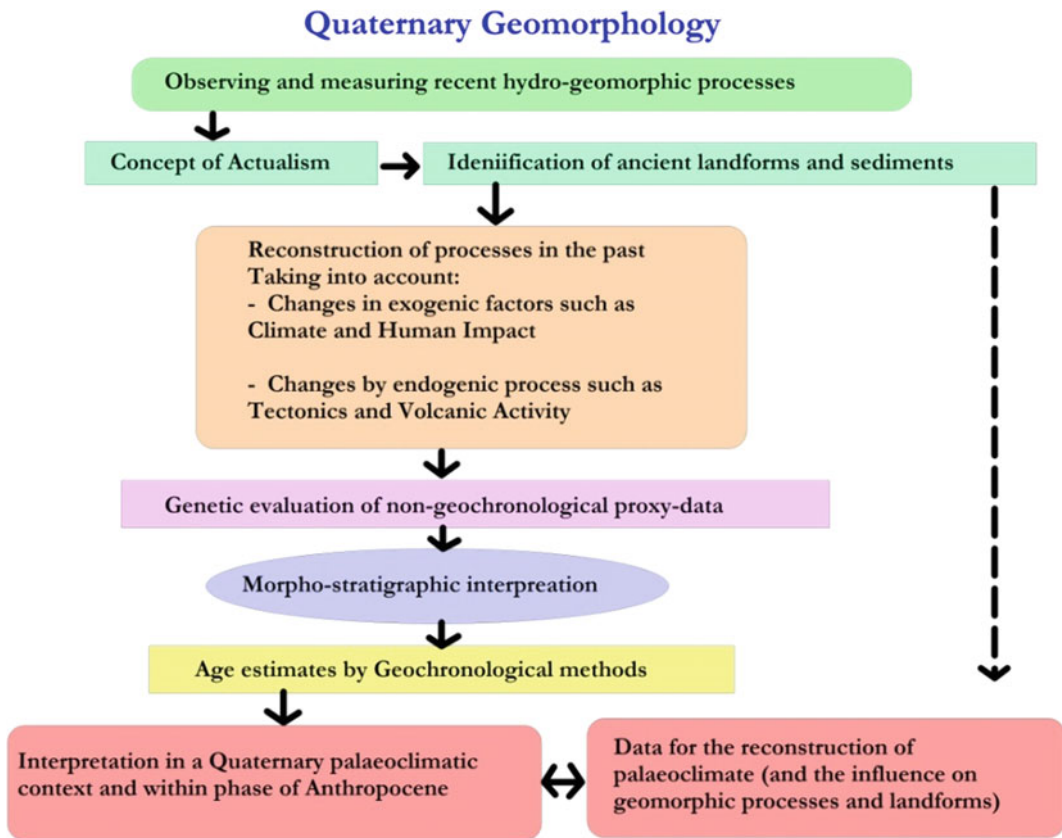 Quaternary Geomorphology
Observing and measuring recent hydro-geomorphic processes
Concept of Actualism
Ideniification of ancient landforms and sediments
Reconstruction of processes in the past
Taking into account:
- Changes in exogenic factors such as
Climate and Human Impact
- Changes by endogenic process such as
Tectonics and Volcanic Activity
Genetic evaluation of non-geochronological proxy-data
Morpho-stratigraphic interpreation
Age estimates by Geochronological methods
Interpretation in a Quaternary palaeoclimatic
context and within phase of Anthropocene
Data for the reconstruction of
palaeoclimate (and the influence on
geomorphic processes and landforms)